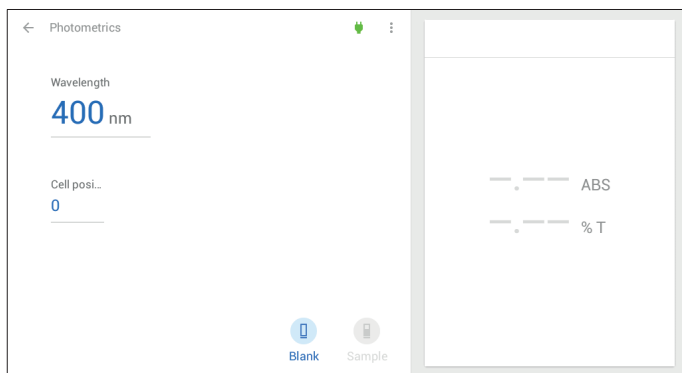 Photometrics
Wavelength
400 nm
Cell posi...
0
Blank
Sample
-.-- ABS
-.-- % T